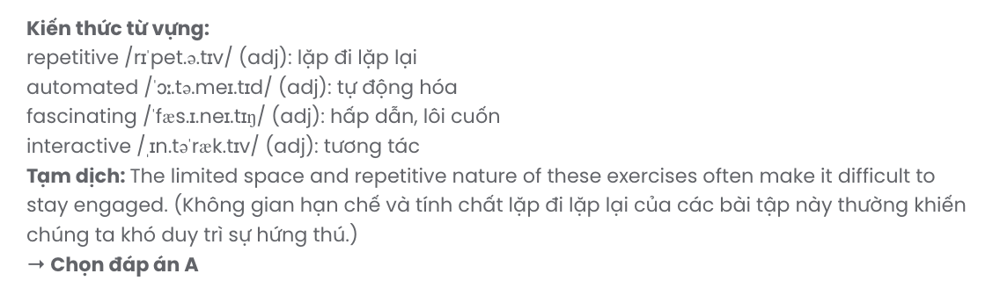 Kiến thức từ vựng:
repetitive /rɪˈpet.ə.tɪv/ (adj): lặp đi lặp lại
automated /ˈɔː.tə.meɪ.tɪd/ (adj): tự động hóa
fascinating /ˈfæs.ɪ.neɪ.tɪŋ/ (adj): hấp dẫn, lôi cuốn
interactive /ˌɪn.təˈræk.tɪv/ (adj): tương tác
Tạm dịch: The limited space and repetitive nature of these exercises often make it difficult to
stay engaged. (Không gian hạn chế và tính chất lặp đi lặp lại của các bài tập này thường khiến
chúng ta khó duy trì sự hứng thú.)
→ Chọn đáp án A